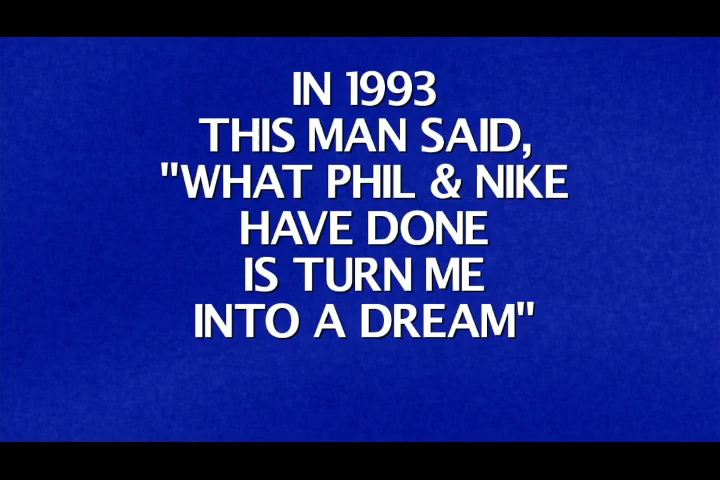 IN 1993
THIS MAN SAID,
"WHAT PHIL & NIKE
HAVE DONE
IS TURN ME
INTO A DREAM"